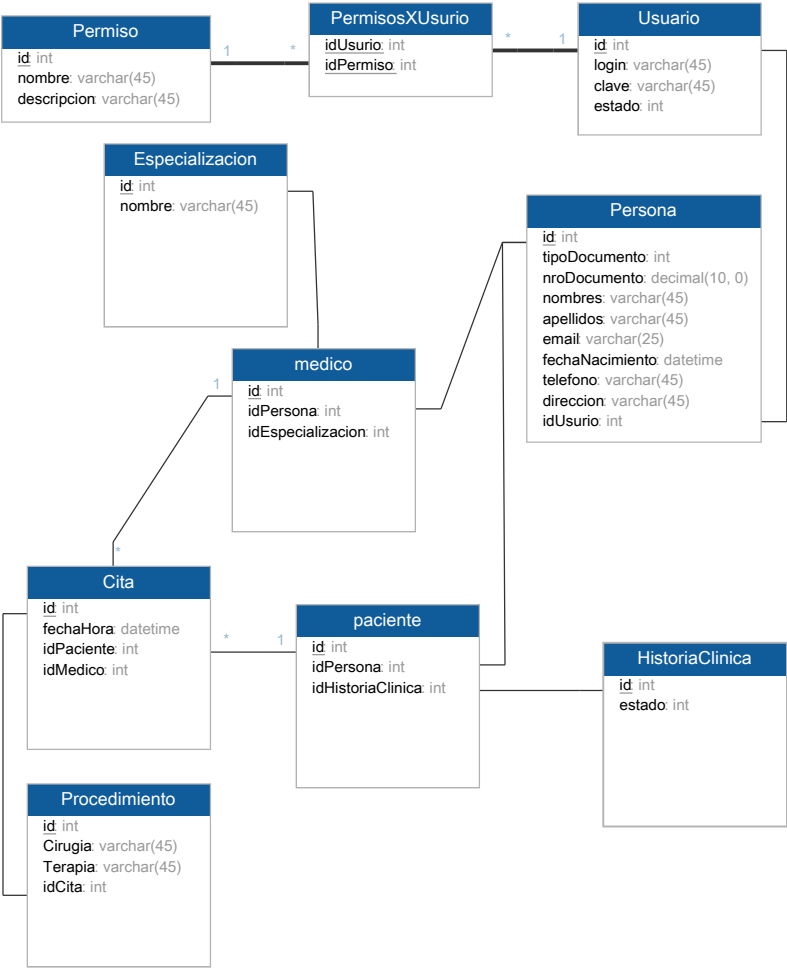 Permiso
id: int
nombre: varchar(45)
descripcion: varchar(45)
1
*
PermisosXUsurio
idUsurio: int
idPermiso: int
*
1
Usuario
id: int
login: varchar(45)
clave: varchar(45)
estado: int
Especializacion
id: int
nombre: varchar(45)
Persona
id: int
tipoDocumento: int
nroDocumento: decimal(10, 0)
nombres: varchar(45)
apellidos: varchar(45)
email: varchar(25)
fechaNacimiento: datetime
telefono: varchar(45)
direccion: varchar(45)
idUsurio: int
medico
id: int
idPersona: int
idEspecializacion: int
1
*
Cita
id: int
fechaHora: datetime
idPaciente: int
idMedico: int
*
1
paciente
id: int
idPersona: int
idHistoriaClinica: int
HistoriaClinica
id: int
estado: int
Procedimiento
id: int
Cirugia: varchar(45)
Terapia: varchar(45)
idCita: int